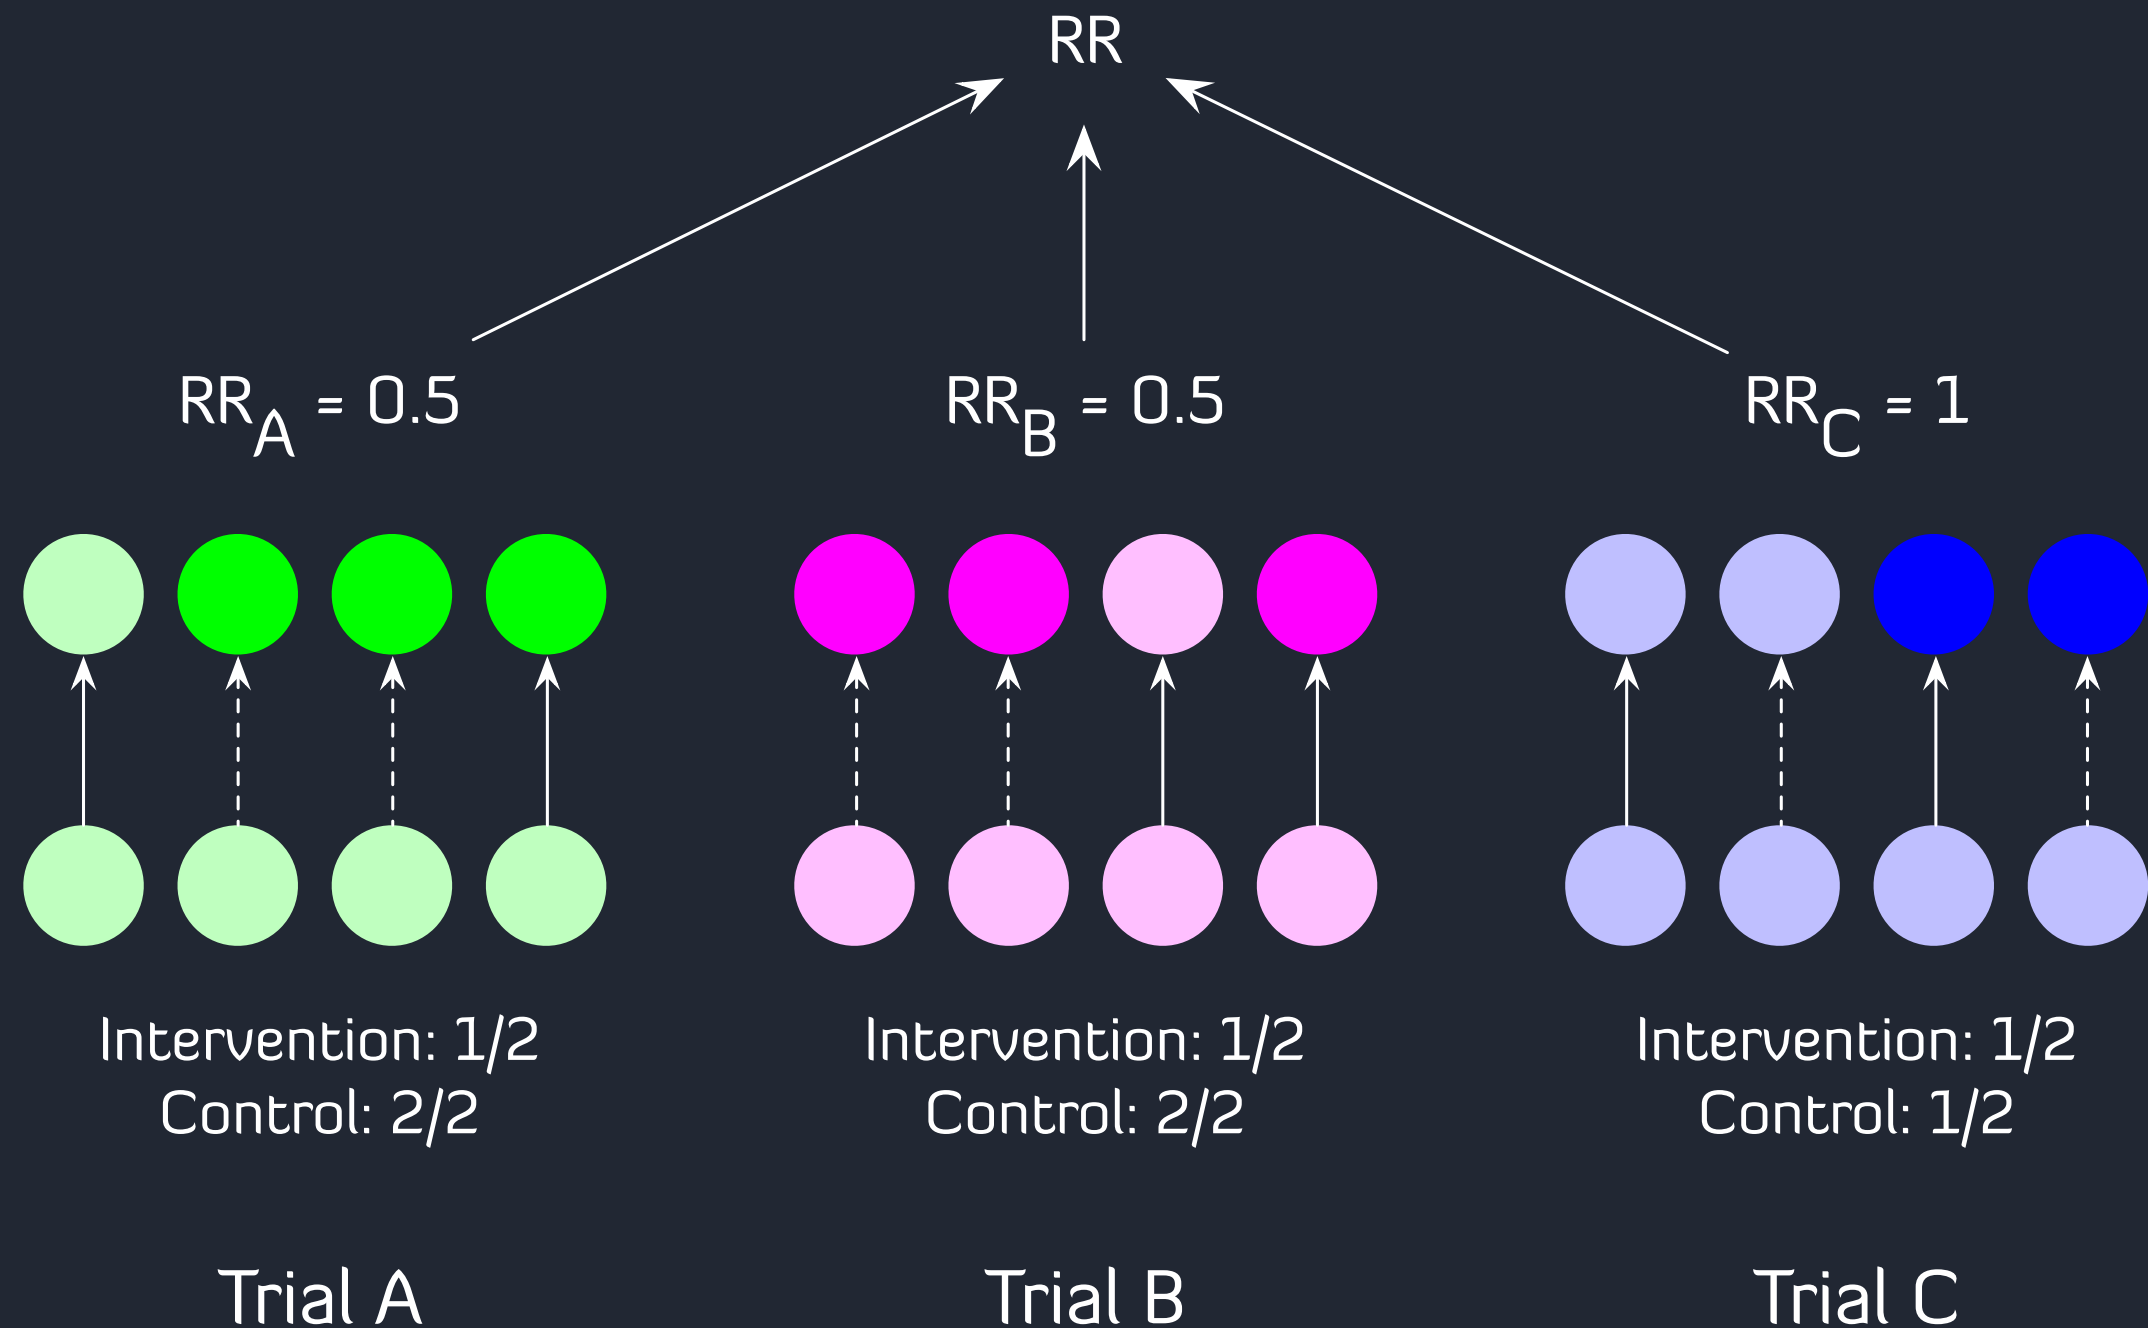 RR
RRA = 0.5
RRB = 0.5
RRC = 1
Intervention: 1/2
Control: 2/2
Intervention: 1/2
Control: 2/2
Intervention: 1/2
Control: 1/2
Trial A
Trial B
Trial C